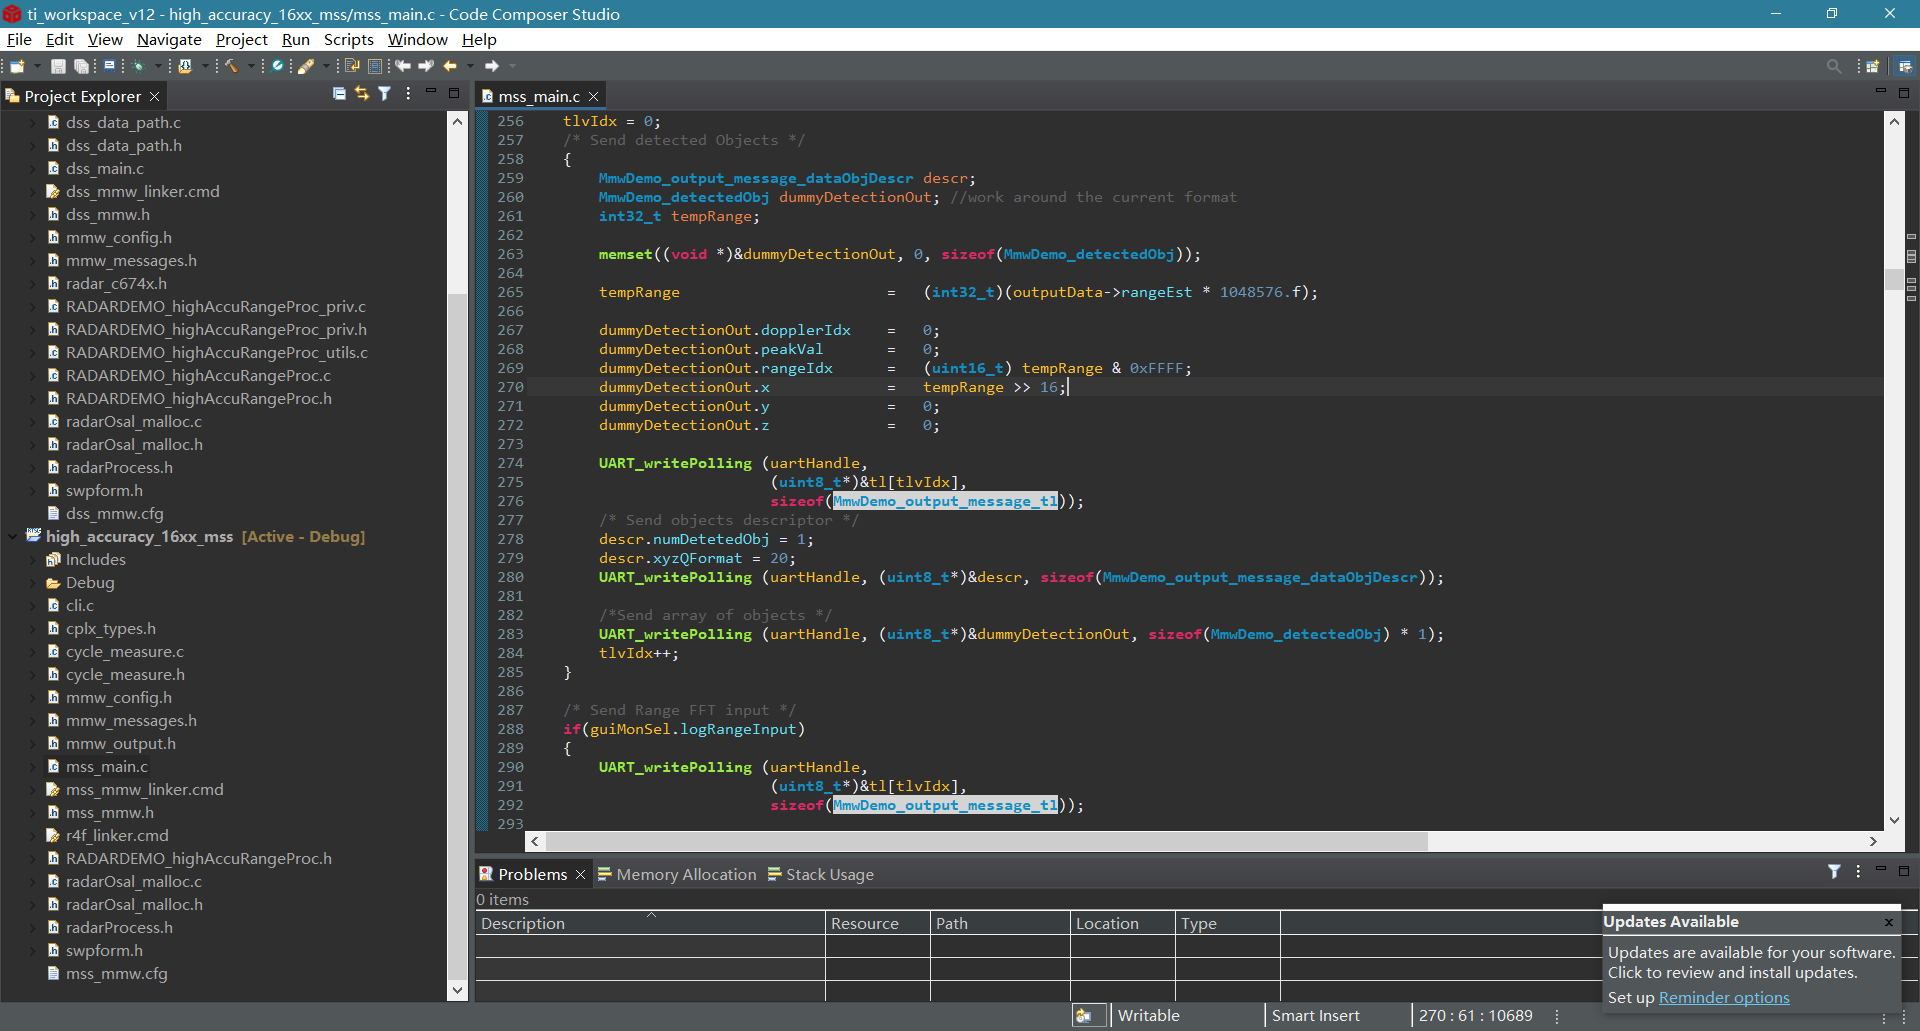 ti_workspace_v12 - high_accuracy_16xx_mss/mss_main.c - Code Composer Studio
File Edit View Navigate Project Run Scripts Window Help
Project Explorer
dss_data_path.c
dss_data_path.h
dss_main.c
dss_mmw_linker.cmd
dss_mmw.h
mmw_config.h
mmw_messages.h
radar_c674x.h
RADARDEMO_highAccuRangeProc_priv.c
RADARDEMO_highAccuRangeProc_priv.h
RADARDEMO_highAccuRangeProc_utils.c
RADARDEMO_highAccuRangeProc.c
RADARDEMO_highAccuRangeProc.h
radarOsal_malloc.c
radarOsal_malloc.h
radarProcess.h
swpform.h
dss_mmw.cfg
high_accuracy_16xx_mss [Active - Debug]
Includes
Debug
cli.c
cplx_types.h
cycle_measure.c
cycle_measure.h
mmw_config.h
mmw_messages.h
mmw_output.h
mss_main.c
mss_mmw_linker.cmd
mss_mmw.h
r4f_linker.cmd
RADARDEMO_highAccuRangeProc.h
radarOsal_malloc.c
radarOsal_malloc.h
radarProcess.h
swpform.h
mss_mmw.cfg
mss_main.c
256 tlvIdx = 0;
257 /* Send detected Objects */
258 {
259 MmwDemo_output_message_dataObjDescr descr;
260 MmwDemo_detectedObj dummyDetectionOut; //work around the current format
261 int32_t tempRange;
262
263 memset((void *)&dummyDetectionOut, 0, sizeof(MmwDemo_detectedObj));
264
265 tempRange = (int32_t)(outputData->rangeEst * 1048576.f);
266
267 dummyDetectionOut.dopplerIdx = 0;
268 dummyDetectionOut.peakVal = 0;
269 dummyDetectionOut.rangeIdx = (uint16_t) tempRange & 0xFFFF;
270 dummyDetectionOut.x = tempRange >> 16;
271 dummyDetectionOut.y = 0;
272 dummyDetectionOut.z = 0;
273
274 UART_writePolling (uartHandle,
275 (uint8_t*)&tl[tlvIdx],
276 sizeof(MmwDemo_output_message_tl));
277 /* Send objects descriptor */
278 descr.numDetetedObj = 1;
279 descr.xyzQFormat = 20;
280 UART_writePolling (uartHandle, (uint8_t*)&descr, sizeof(MmwDemo_output_message_dataObjDescr));
281
282 /*Send array of objects */
283 UART_writePolling (uartHandle, (uint8_t*)&dummyDetectionOut, sizeof(MmwDemo_detectedObj) * 1);
284 tlvIdx++;
285 }
286
287 /* Send Range FFT input */
288 if(guiMonSel.logRangeInput)
289 {
290 UART_writePolling (uartHandle,
291 (uint8_t*)&tl[tlvIdx],
292 sizeof(MmwDemo_output_message_tl));
293
Problems Memory Allocation Stack Usage
0 items
Description Resource Path Location Type
Updates Available
Updates are available for your software.
Click to review and install updates.
Set up Reminder options
Writable Smart Insert 270 : 61 : 10689